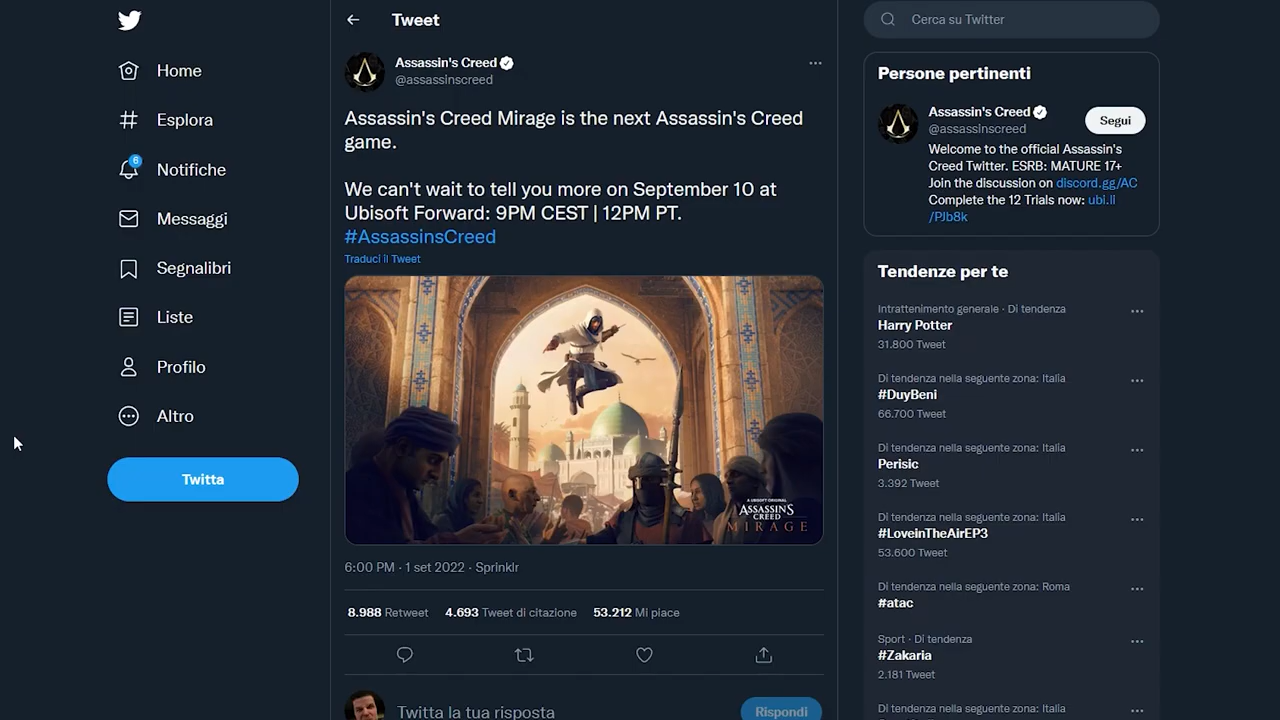 Home
Esplora
6
Notifiche
Messaggi
Segnalibri
Liste
Profilo
Altro
Twitta
Tweet
Assassin's Creed
@assassinscreed
Assassin's Creed Mirage is the next Assassin's Creed
game.
We can't wait to tell you more on September 10 at
Ubisoft Forward: 9PM CEST | 12PM PT.
#AssassinsCreed
Traduci il Tweet
A UBISOFT ORIGINAL
ASSASSIN'S
CREED
MIRAGE
6:00 PM · 1 set 2022 · Sprinklr
8.988 Retweet 4.693 Tweet di citazione 53.212 Mi piace
Twitta la tua risposta
Rispondi
Cerca su Twitter
Persone pertinenti
Assassin's Creed
@assassinscreed
Segui
Welcome to the official Assassin's
Creed Twitter. ESRB: MATURE 17+
Join the discussion on discord.gg/AC
Complete the 12 Trials now: ubi.li
/PJb8k
Tendenze per te
Intrattenimento generale · Di tendenza
Harry Potter
31.800 Tweet
Di tendenza nella seguente zona: Italia
#DuyBeni
66.700 Tweet
Di tendenza nella seguente zona: Italia
Perisic
3.392 Tweet
Di tendenza nella seguente zona: Italia
#LoveinTheAirEP3
53.600 Tweet
Di tendenza nella seguente zona: Roma
#atac
Sport · Di tendenza
#Zakaria
2.181 Tweet
Di tendenza nella seguente zona: Italia